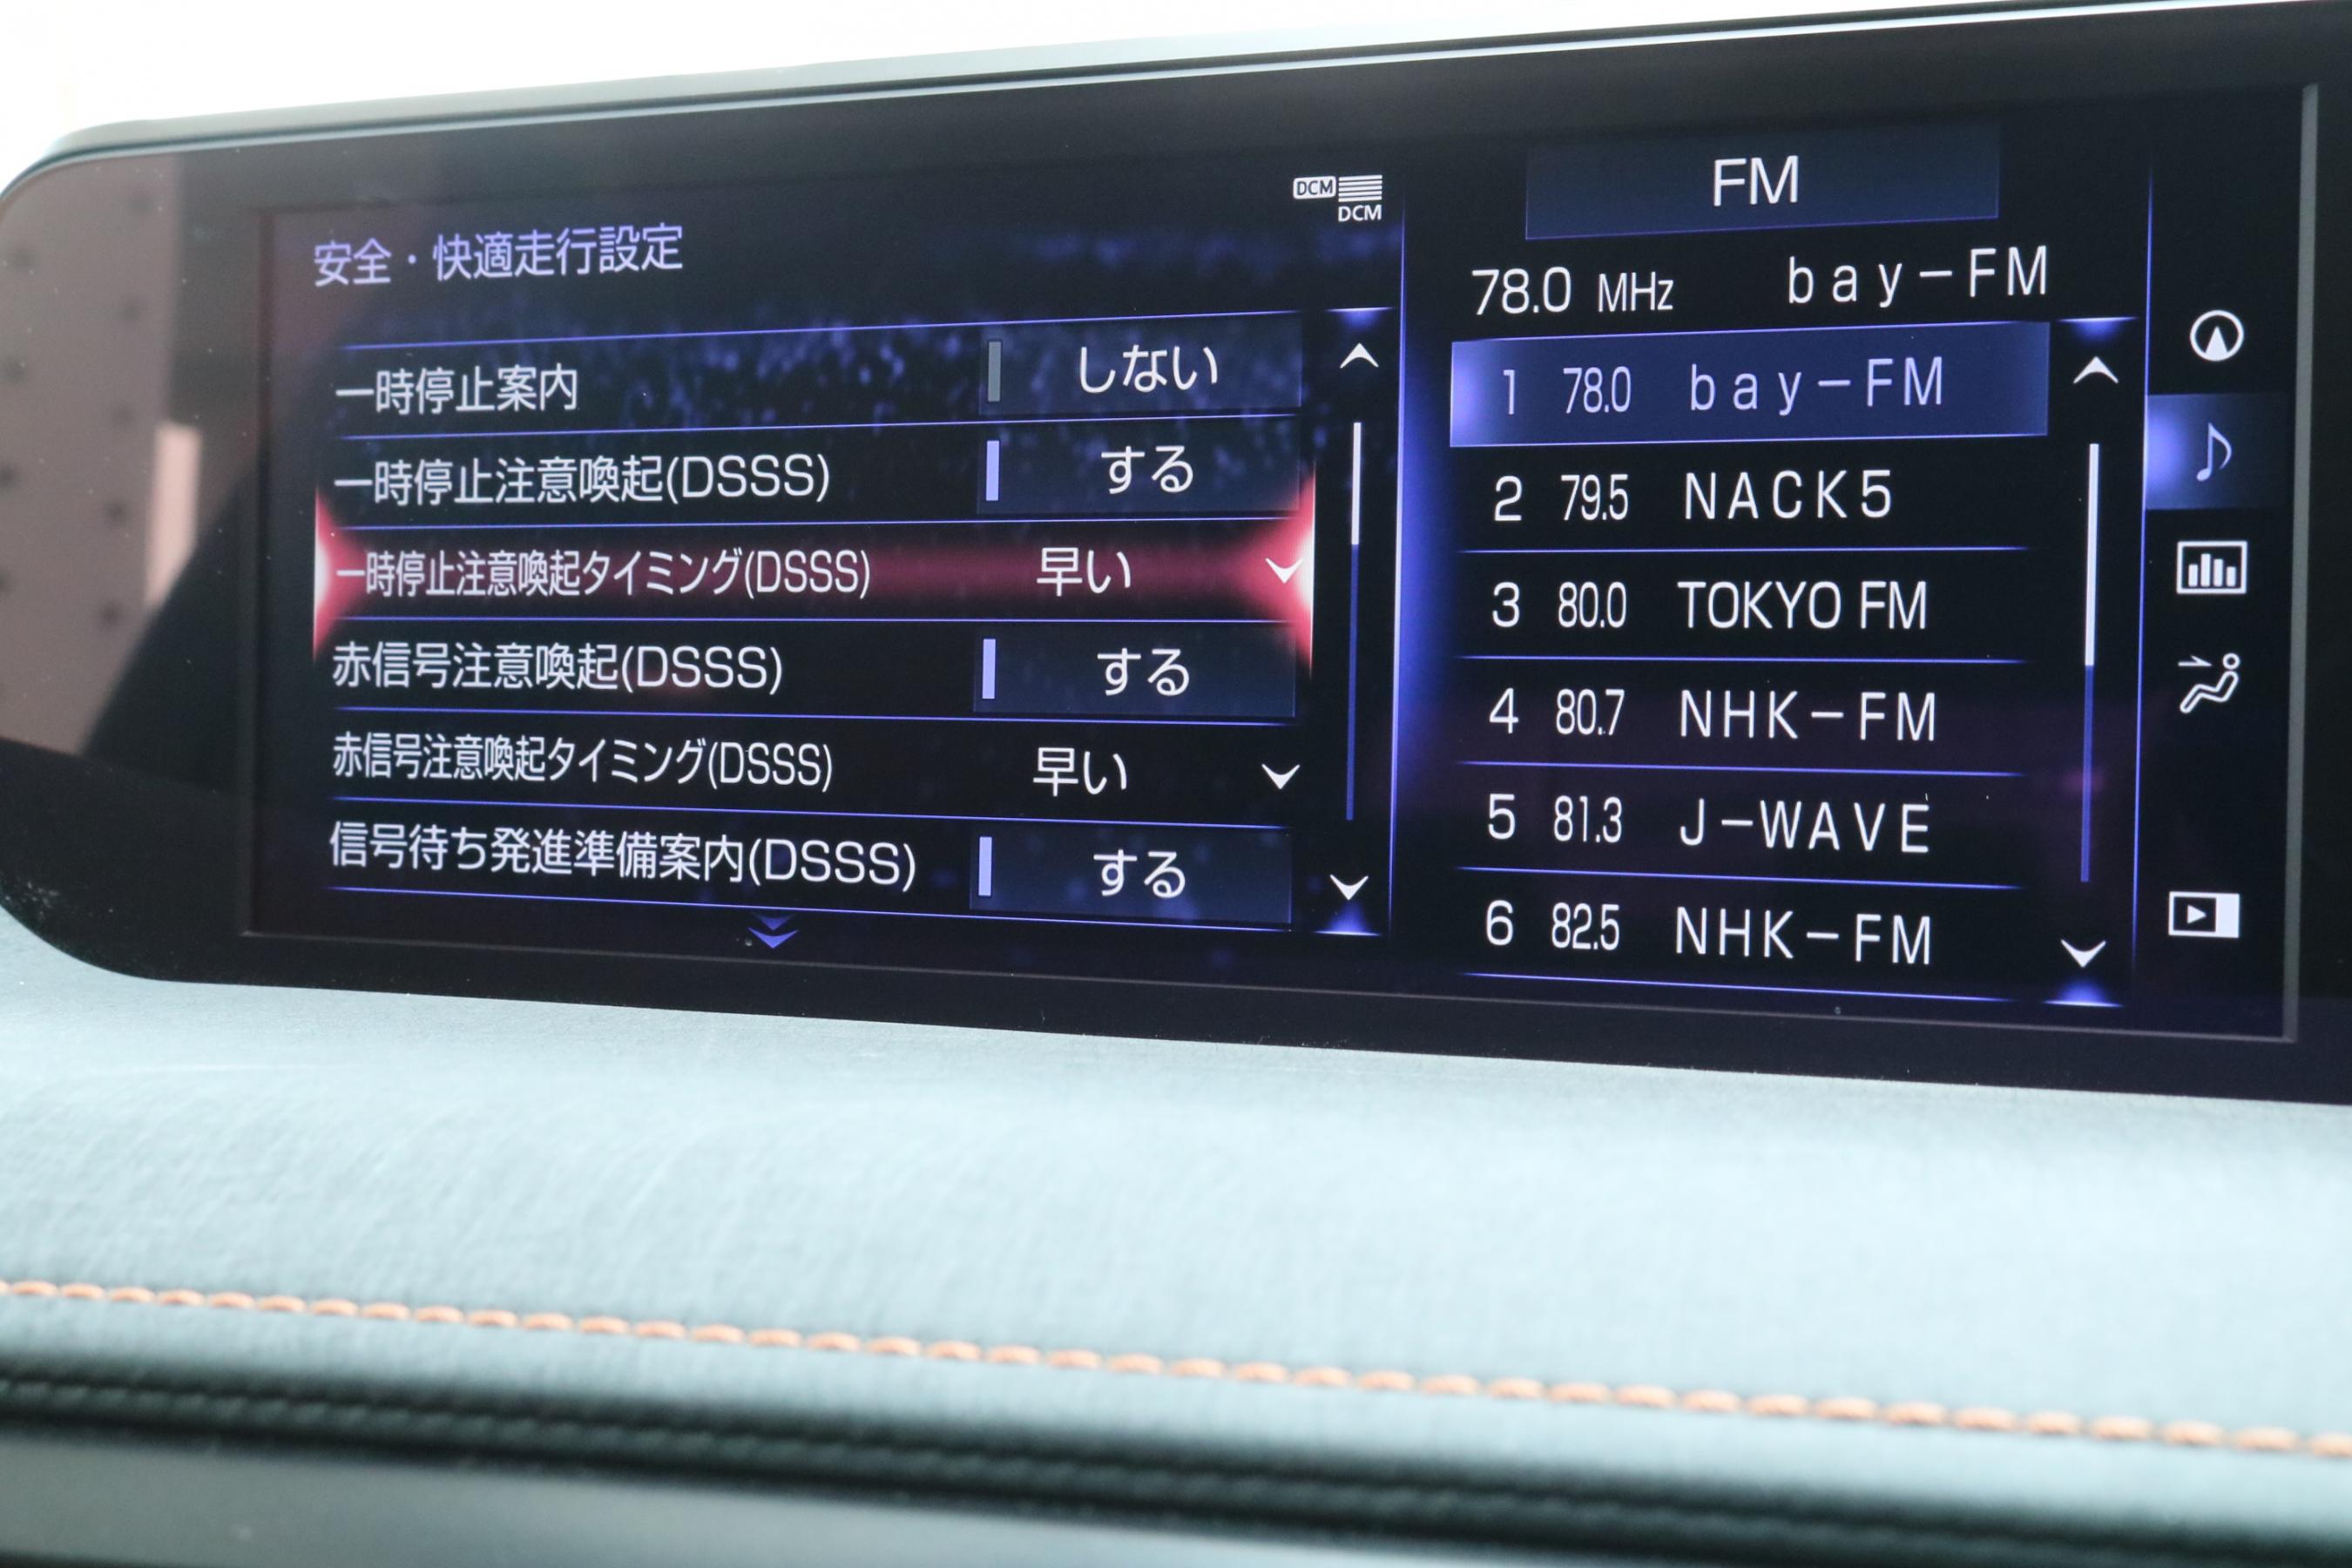 DCM
DCM
安全・快適走行設定
一時停止案内 しない
一時停止注意喚起(DSSS) する
一時停止注意喚起タイミング(DSSS) 早い
赤信号注意喚起(DSSS) する
赤信号注意喚起タイミング(DSSS) 早い
信号待ち発進準備案内(DSSS) する
FM
78.0 MHz bay-FM
1 78.0 bay-FM
2 79.5 NACK5
3 80.0 TOKYO FM
4 80.7 NHK-FM
5 81.3 J-WAVE
6 82.5 NHK-FM